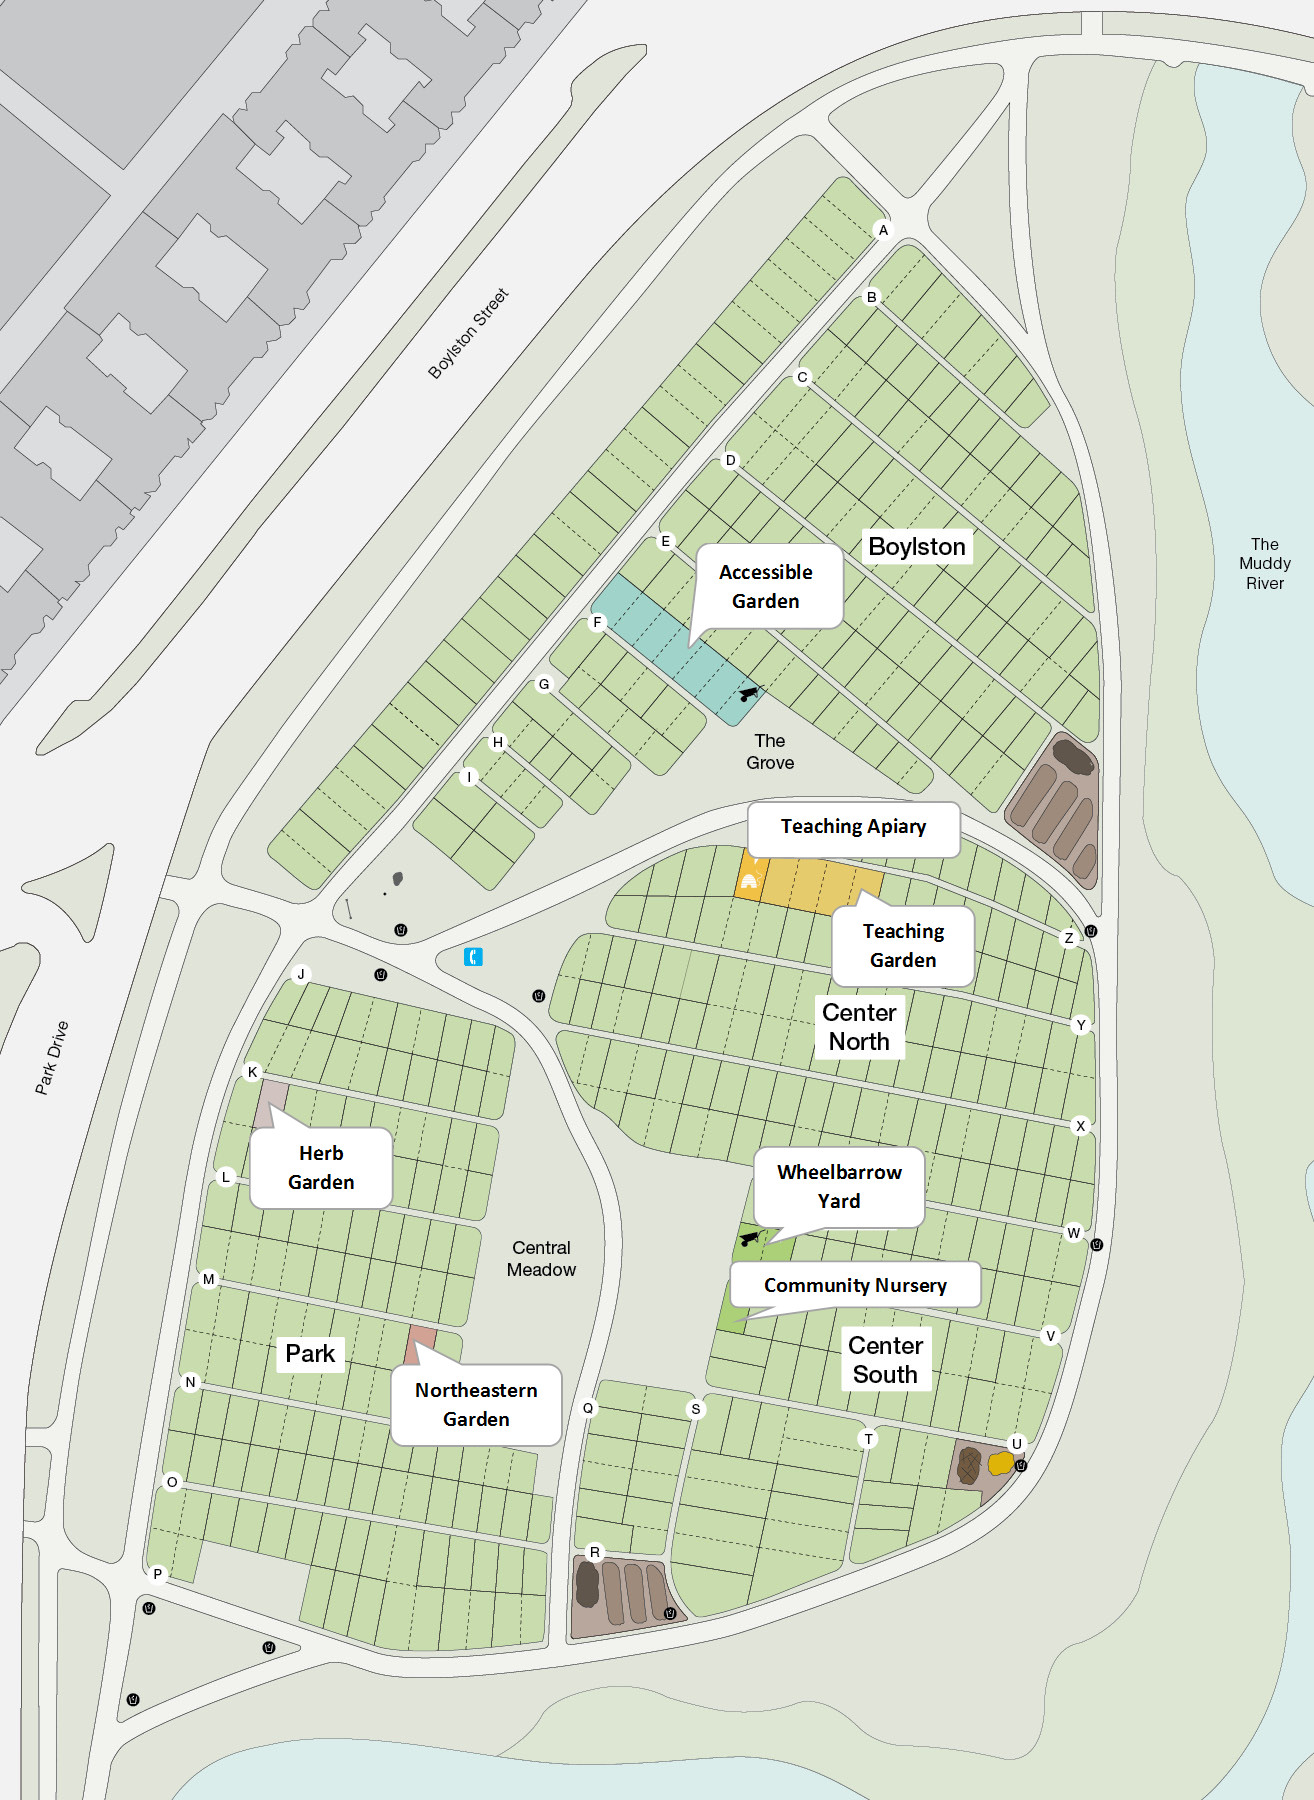 A
B
Boylston Street
C
D
E
Boylston
The
Muddy
River
Accessible
Garden
F
G
H
The
Grove
I
Teaching Apiary
Teaching
Garden
Z
J
Center
North
Y
Park Drive
K
X
Herb
Garden
L
Wheelbarrow
Yard
W
Central
Meadow
M
Community Nursery
V
Park
Center
South
N
Northeastern
Garden
Q
S
T
U
O
R
P